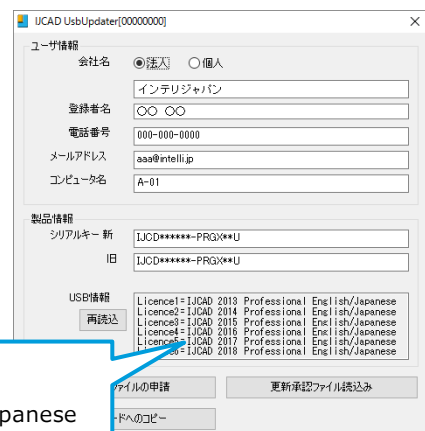 IJCAD UsbUpdater[00000000]
ユーザ情報
会社名 法人 個人
インテリジャパン
登録者名 〇〇 〇〇
電話番号 000-000-0000
メールアドレス aaa@intelli.jp
コンピュータ名 A-01
製品情報
シリアルキー 新 IJCD******-PRGX**U
旧 IJCD******-PRGX**U
USB情報
再読込
Licence1=IJCAD 2013 Professional English/Japanese
Licence2=IJCAD 2014 Professional English/Japanese
Licence3=IJCAD 2015 Professional English/Japanese
Licence4=IJCAD 2016 Professional English/Japanese
Licence5=IJCAD 2017 Professional English/Japanese
Licence6=IJCAD 2018 Professional English/Japanese
ファイルの申請 更新承認ファイル読込み
panese
ードへのコピー